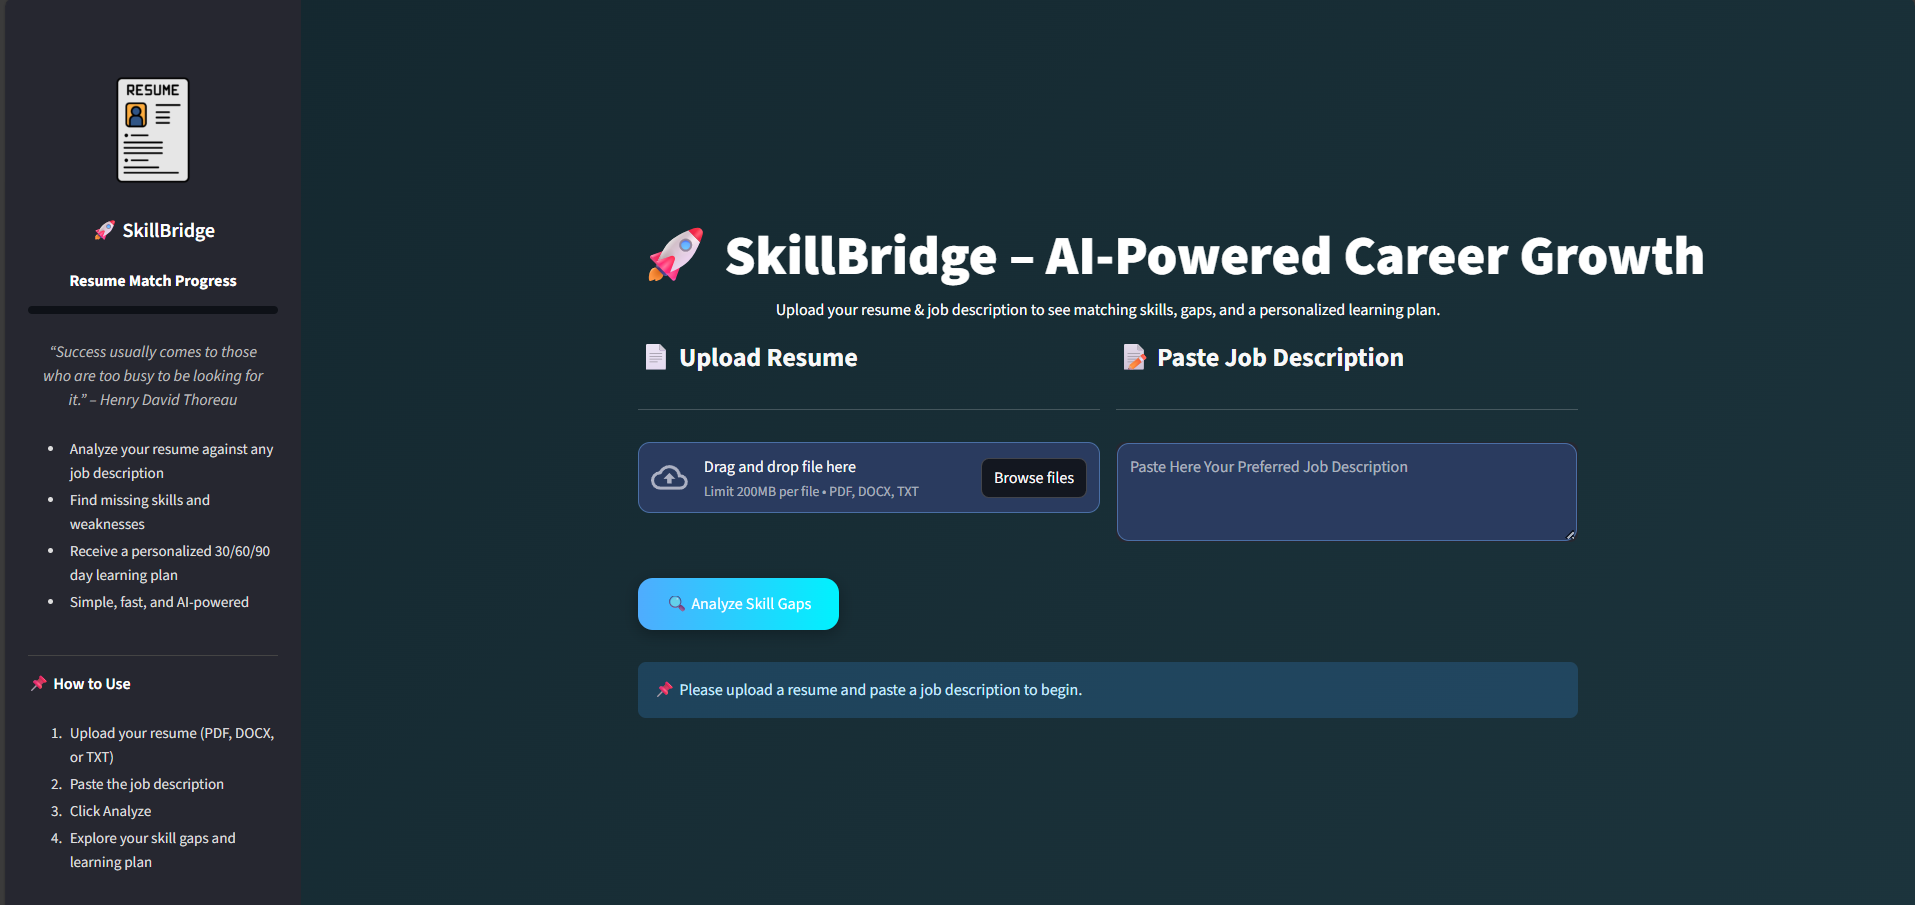 RESUME
🚀 SkillBridge
Resume Match Progress
“Success usually comes to those
who are too busy to be looking for
it.” – Henry David Thoreau
• Analyze your resume against any
job description
• Find missing skills and
weaknesses
• Receive a personalized 30/60/90
day learning plan
• Simple, fast, and AI-powered
📌 How to Use
1. Upload your resume (PDF, DOCX,
or TXT)
2. Paste the job description
3. Click Analyze
4. Explore your skill gaps and
learning plan
🚀 SkillBridge – AI-Powered Career Growth
Upload your resume & job description to see matching skills, gaps, and a personalized learning plan.
📄 Upload Resume
Drag and drop file here
Limit 200MB per file • PDF, DOCX, TXT
Browse files
📝 Paste Job Description
Paste Here Your Preferred Job Description
🔍 Analyze Skill Gaps
📌 Please upload a resume and paste a job description to begin.